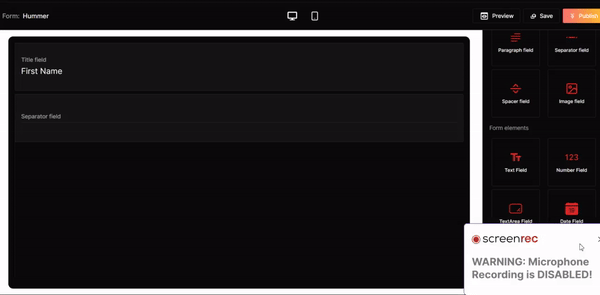 Form: Hummer
Preview
Save
Publish
Title field
First Name
Separator field
Paragraph field
Separator field
Spacer field
Image field
Form elements
Text Field
123
Number Field
TextArea Field
Date Field
screenrec
WARNING: Microphone
Recording is DISABLED!